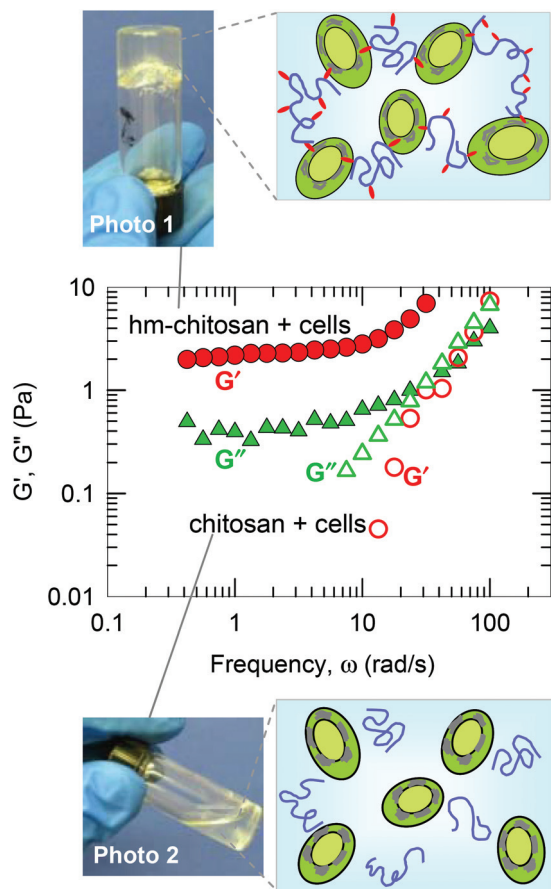 Photo 1
10
hm-chitosan + cells
G′
1
G″
G″
G′
0.1
chitosan + cells
0.01
0.1
1
10
100
G', G" (Pa)
Frequency, ω (rad/s)
Photo 2